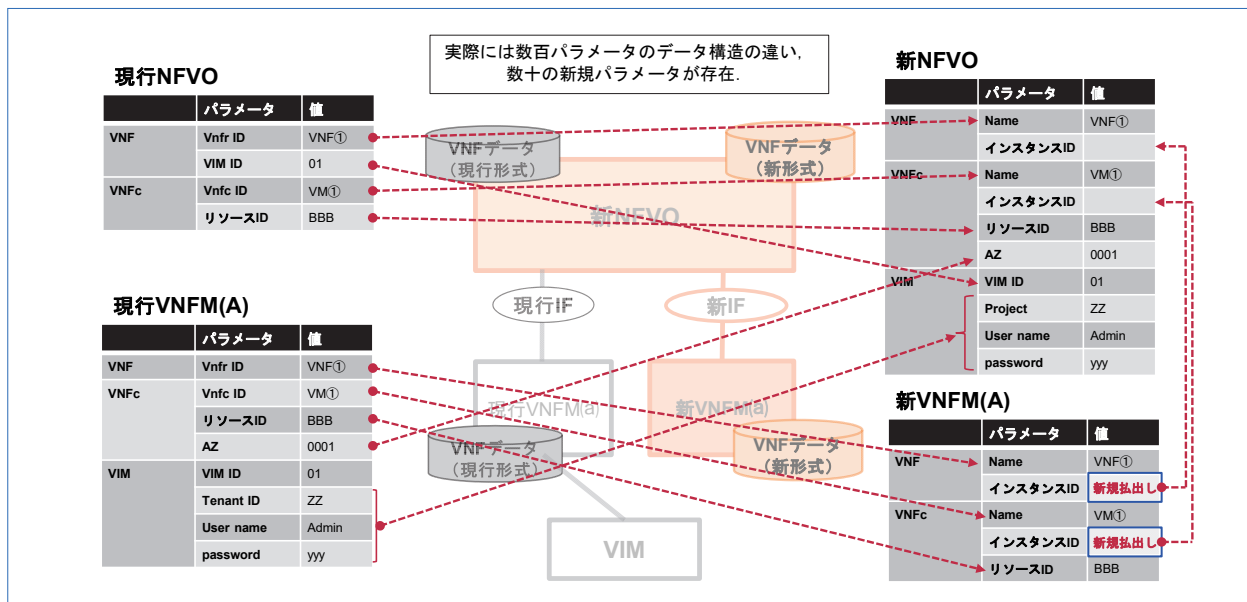 実際には数百パラメータのデータ構造の違い,
数十の新規パラメータが存在.
現行NFVO
パラメータ 値
VNF Vnfr ID VNF①
VIM ID 01
VNFc Vnfc ID VM①
リソースID BBB
現行VNFM(A)
パラメータ 値
VNF Vnfr ID VNF①
VNFc Vnfc ID VM①
リソースID BBB
AZ 0001
VIM VIM ID 01
Tenant ID ZZ
User name Admin
password yyy
VNFデータ
(現行形式)
VNFデータ
(新形式)
新NFVO
現行IF
新IF
現行VNFM(a)
新VNFM(a)
VNFデータ
(現行形式)
VNFデータ
(新形式)
VIM
新NFVO
パラメータ 値
VNF Name VNF①
インスタンスID
VNFc Name VM①
インスタンスID
リソースID BBB
AZ 0001
VIM VIM ID 01
Project ZZ
User name Admin
password yyy
新VNFM(A)
パラメータ 値
VNF Name VNF①
インスタンスID 新規払出し
VNFc Name VM①
インスタンスID 新規払出し
リソースID BBB